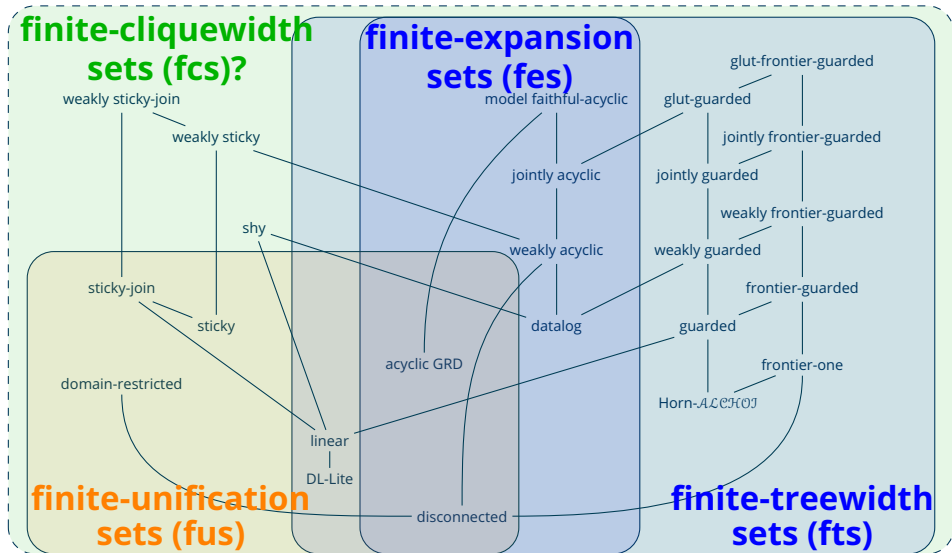 finite-cliquewidth
sets (fcs)?
finite-expansion
sets (fes)
glut-frontier-guarded
weakly sticky-join
model faithful-acyclic
glut-guarded
weakly sticky
jointly frontier-guarded
jointly acyclic
jointly guarded
weakly frontier-guarded
shy
weakly acyclic
weakly guarded
sticky-join
frontier-guarded
sticky
datalog
guarded
acyclic GRD
frontier-one
domain-restricted
Horn-𝒜ℒ𝒞ℋ𝒪ℐ
linear
DL-Lite
finite-unification
sets (fus)
disconnected
finite-treewidth
sets (fts)